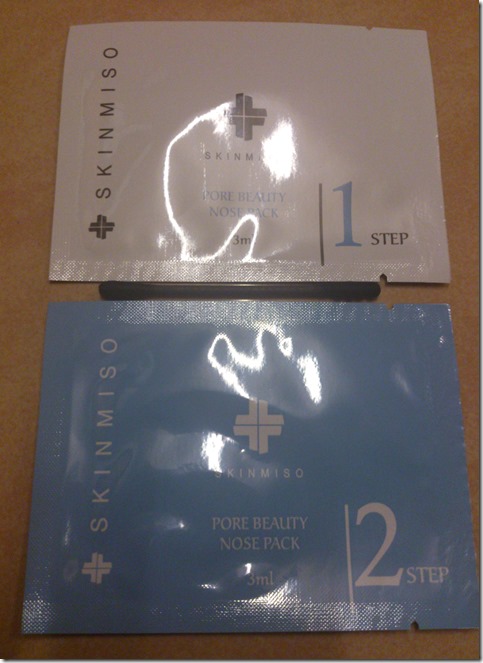 SKINMISO
SKINMISO
PORE BEAUTY
NOSE PACK
3ml
1 STEP
SKINMISO
SKINMISO
PORE BEAUTY
NOSE PACK
3ml
2 STEP